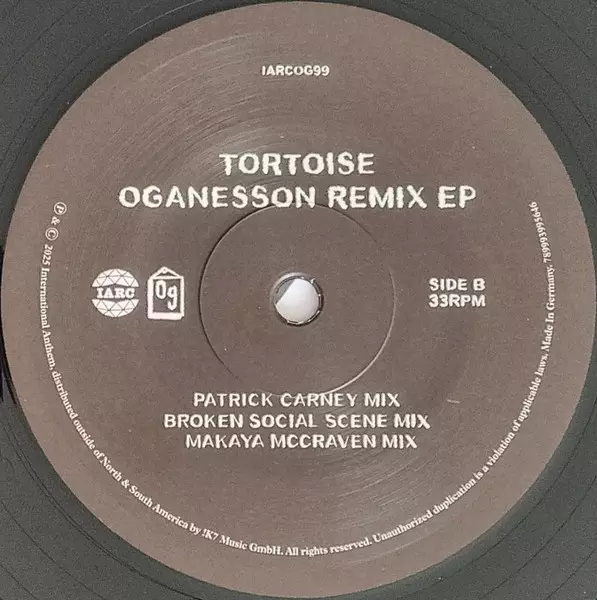 IARCOG99
TORTOISE
OGANESSON REMIX EP
IARC
Og
SIDE B
33RPM
PATRICK CARNEY MIX
BROKEN SOCIAL SCENE MIX
MAKAYA MCCRAVEN MIX
℗ & © 2025 International Anthem, distributed outside of North & South America by !K7 Music GmbH. All rights reserved. Unauthorized duplication is a violation of applicable laws. Made In Germany. 789993995646